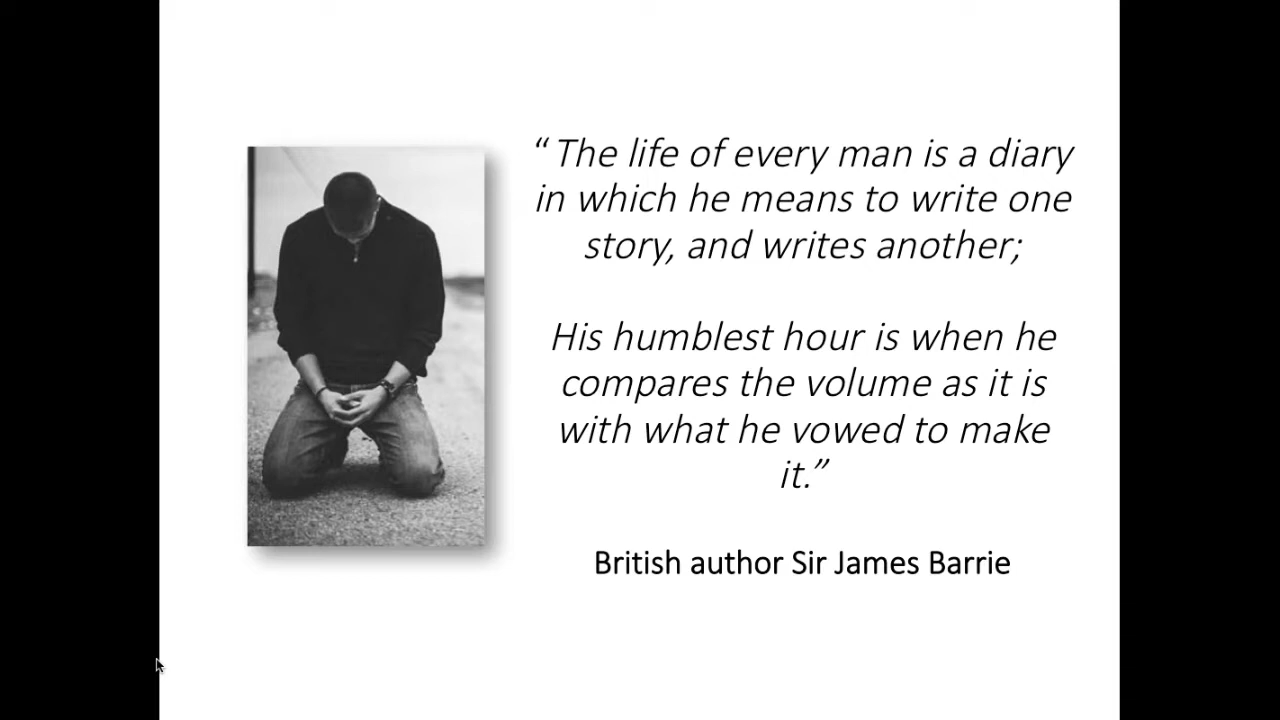 “ The life of every man is a diary
in which he means to write one
story, and writes another;
His humblest hour is when he
compares the volume as it is
with what he vowed to make
it.”
British author Sir James Barrie